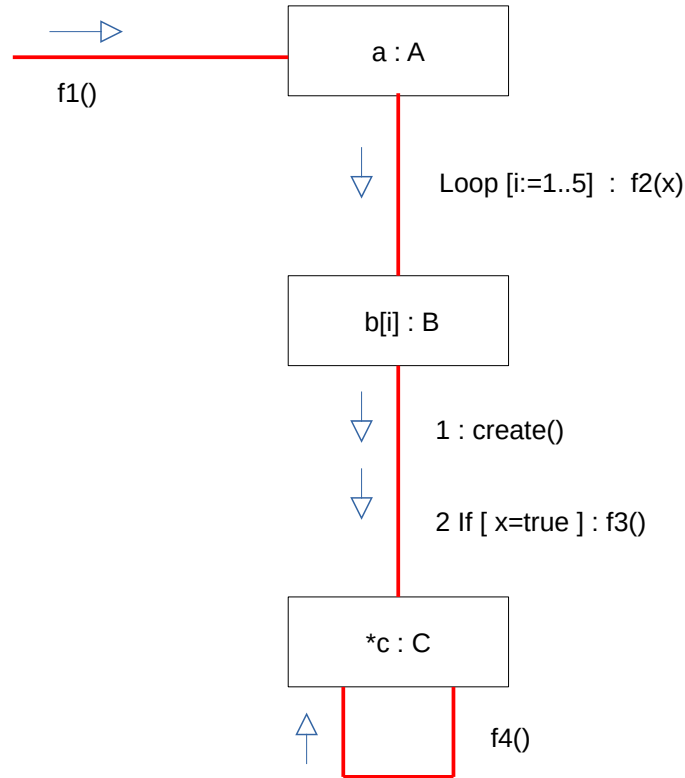 a : A
f1()
Loop [i:=1..5]  :  f2(x)
b[i] : B
1 : create()
2 If [ x=true ] : f3()
*c : C
f4()